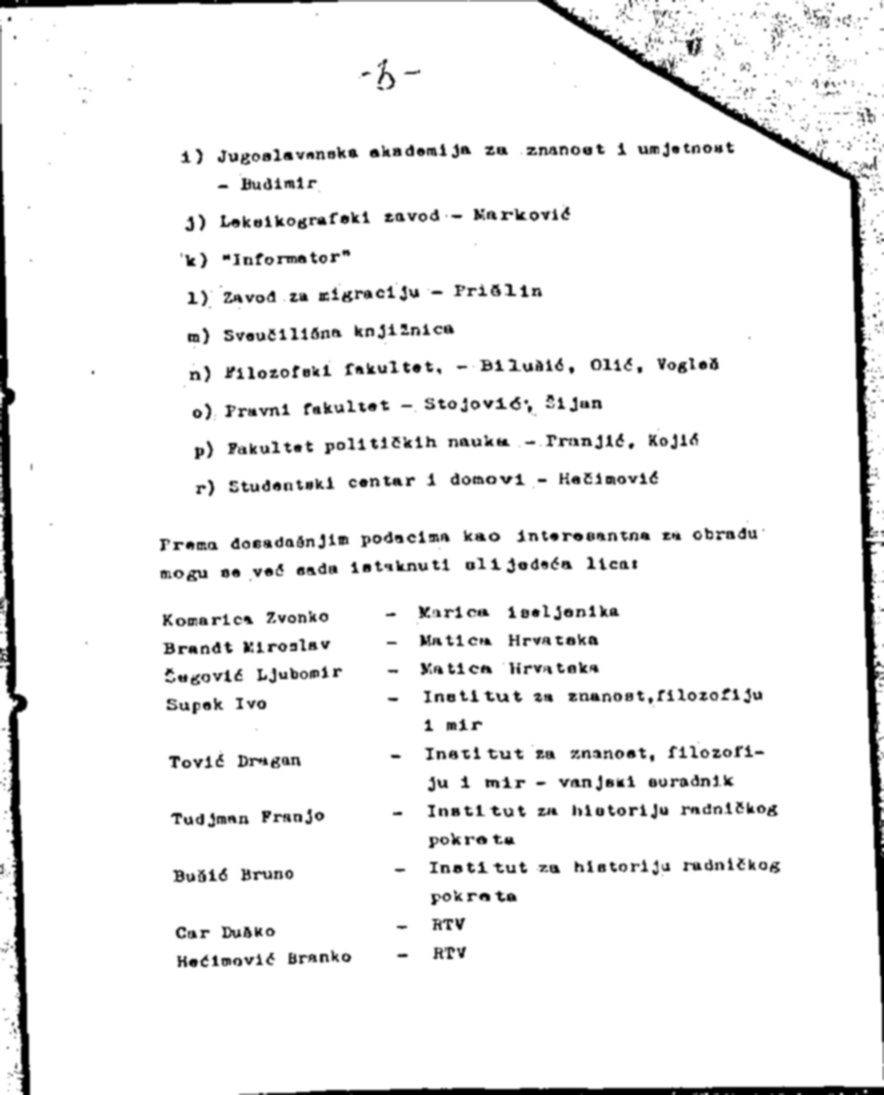 -3-
i) Jugoslavenska akademija za znanost i umjetnost
- Budimir
j) Leksikografski zavod - Marković
k) "Informator"
l) Zavod za migraciju - Prišlin
m) Sveučilišna knjižnica
n) Filozofski fakultet, - Bilušić, Olić, Vogleš
o) Pravni fakultet - Stojović, Šijan
p) Fakultet političkih nauka - Pranjić, Kojić
r) Studentski centar i domovi - Hećimović
Prema dosadašnjim podacima kao interesantna za obradu
mogu se već sada istaknuti slijedeća lica:
Komarica Zvonko - Marica iseljenika
Brandt Miroslav - Matica Hrvatska
Šegović Ljubomir - Matica Hrvatska
Supek Ivo - Institut za znanost,filozofiju
i mir
Tović Dragan - Institut za znanost, filozofi-
ju i mir - vanjski suradnik
Tudjman Franjo - Institut za historiju radničkog
pokreta
Bušić Bruno - Institut za historiju radničkog
pokreta
Car Duško - RTV
Hećimović Branko - RTV